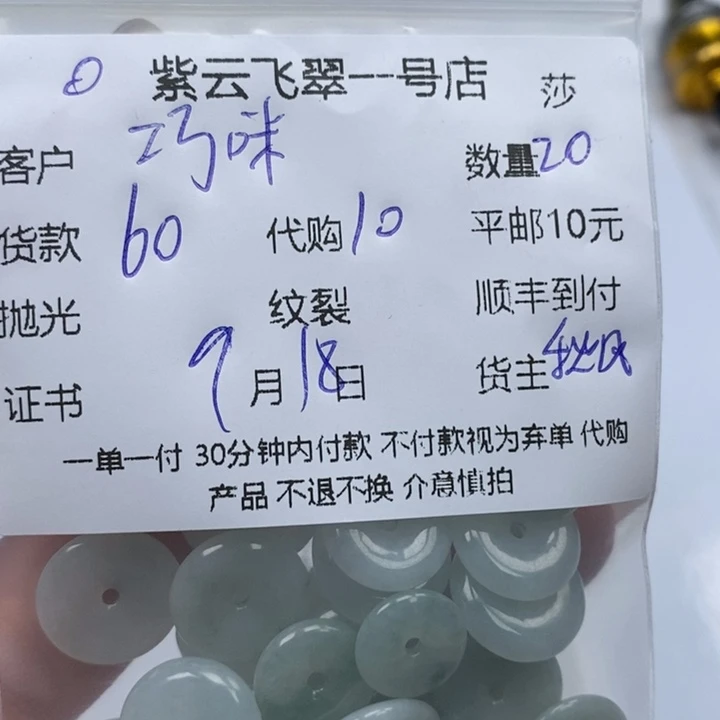 紫云飞翠一号店 莎
客户 巧咪 数量20
货款 60 代购10 平邮10元
抛光 纹裂 顺丰到付
证书 9月18日 货主
一单一付 30分钟内付款 不付款视为弃单 代购
产品 不退不换 介意慎拍